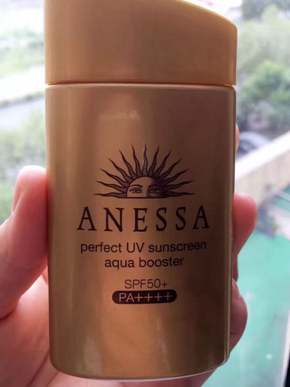 ANESSA
perfect UV sunscreen
aqua booster
SPF50+
PA++++